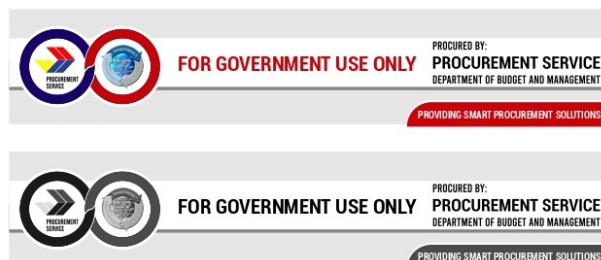 PROCUREMENT
SERVICE
FOR GOVERNMENT USE ONLY
PROCURED BY:
PROCUREMENT SERVICE
DEPARTMENT OF BUDGET AND MANAGEMENT
PROVIDING SMART PROCUREMENT SOLUTIONS
PROCUREMENT
SERVICE
FOR GOVERNMENT USE ONLY
PROCURED BY:
PROCUREMENT SERVICE
DEPARTMENT OF BUDGET AND MANAGEMENT
PROVIDING SMART PROCUREMENT SOLUTIONS